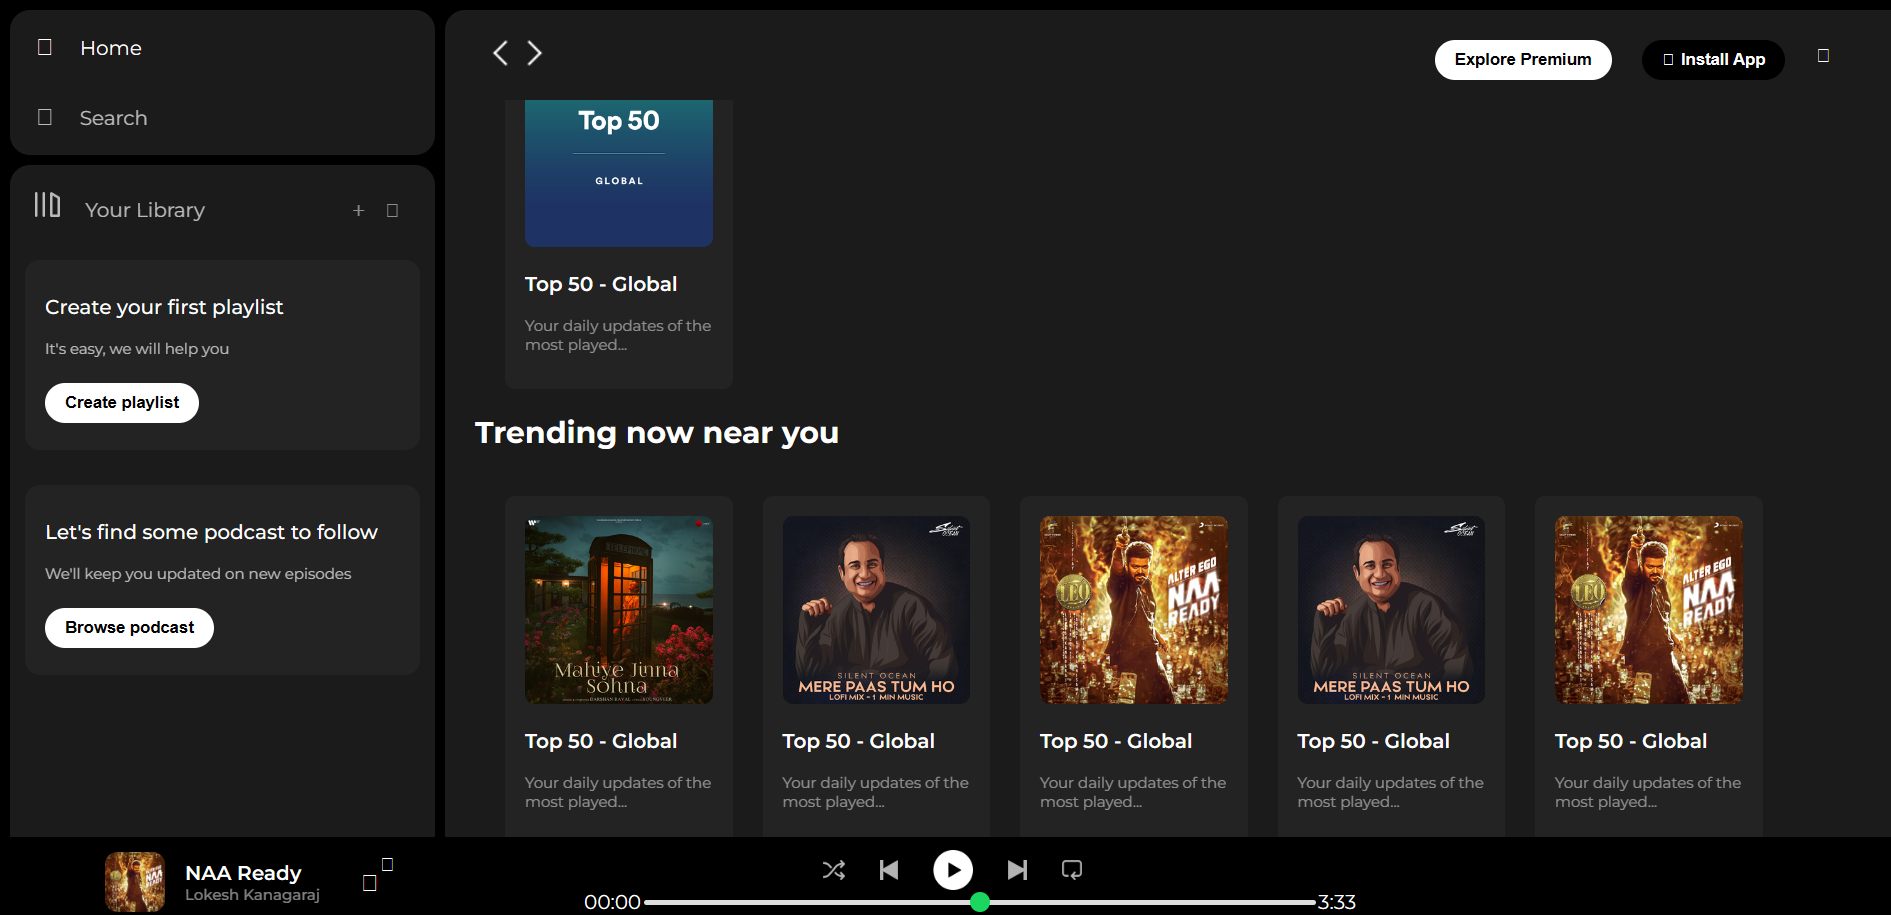 Home
Search
Your Library
+
Create your first playlist
It's easy, we will help you
Create playlist
Let's find some podcast to follow
We'll keep you updated on new episodes
Browse podcast
Explore Premium
Install App
Top 50
GLOBAL
Top 50 - Global
Your daily updates of the
most played...
Trending now near you
Mahiye Jinna
Sohna
Top 50 - Global
Your daily updates of the
most played...
Silent
OCEAN
SILENT OCEAN
MERE PAAS TUM HO
LOFI MIX - 1 MIN MUSIC
Top 50 - Global
Your daily updates of the
most played...
LEO
ALTER EGO
NAA
READY
Top 50 - Global
Your daily updates of the
most played...
Silent
OCEAN
SILENT OCEAN
MERE PAAS TUM HO
LOFI MIX - 1 MIN MUSIC
Top 50 - Global
Your daily updates of the
most played...
LEO
ALTER EGO
NAA
READY
Top 50 - Global
Your daily updates of the
most played...
NAA
READY
NAA Ready
Lokesh Kanagaraj
00:00
3:33